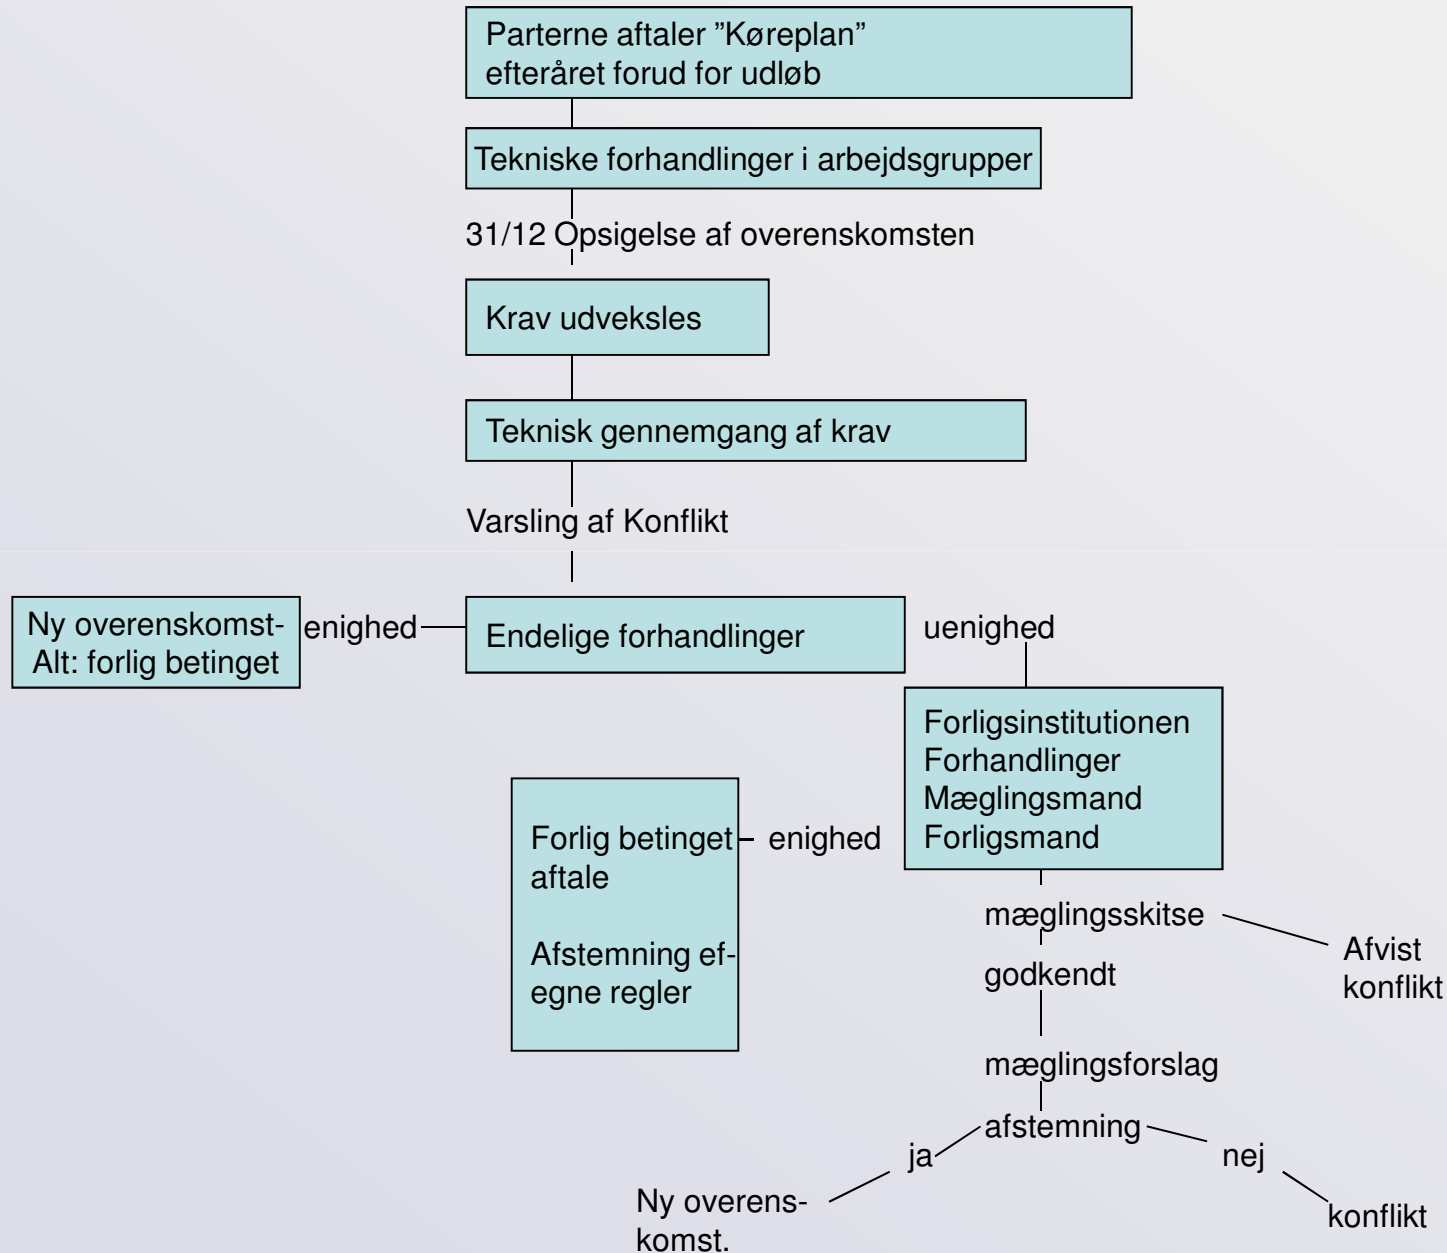 Parterne aftaler ”Køreplan”
efteråret forud for udløb
Tekniske forhandlinger i arbejdsgrupper
31/12 Opsigelse af overenskomsten
Krav udveksles
Teknisk gennemgang af krav
Varsling af Konflikt
Ny overenskomst-
Alt: forlig betinget
enighed
Endelige forhandlinger
uenighed
Forligsinstitutionen
Forhandlinger
Mæglingsmand
Forligsmand
Forlig betinget
aftale
Afstemning ef-
egne regler
enighed
mæglingsskitse
Afvist
konflikt
godkendt
mæglingsforslag
afstemning
ja
nej
Ny overens-
komst.
konflikt